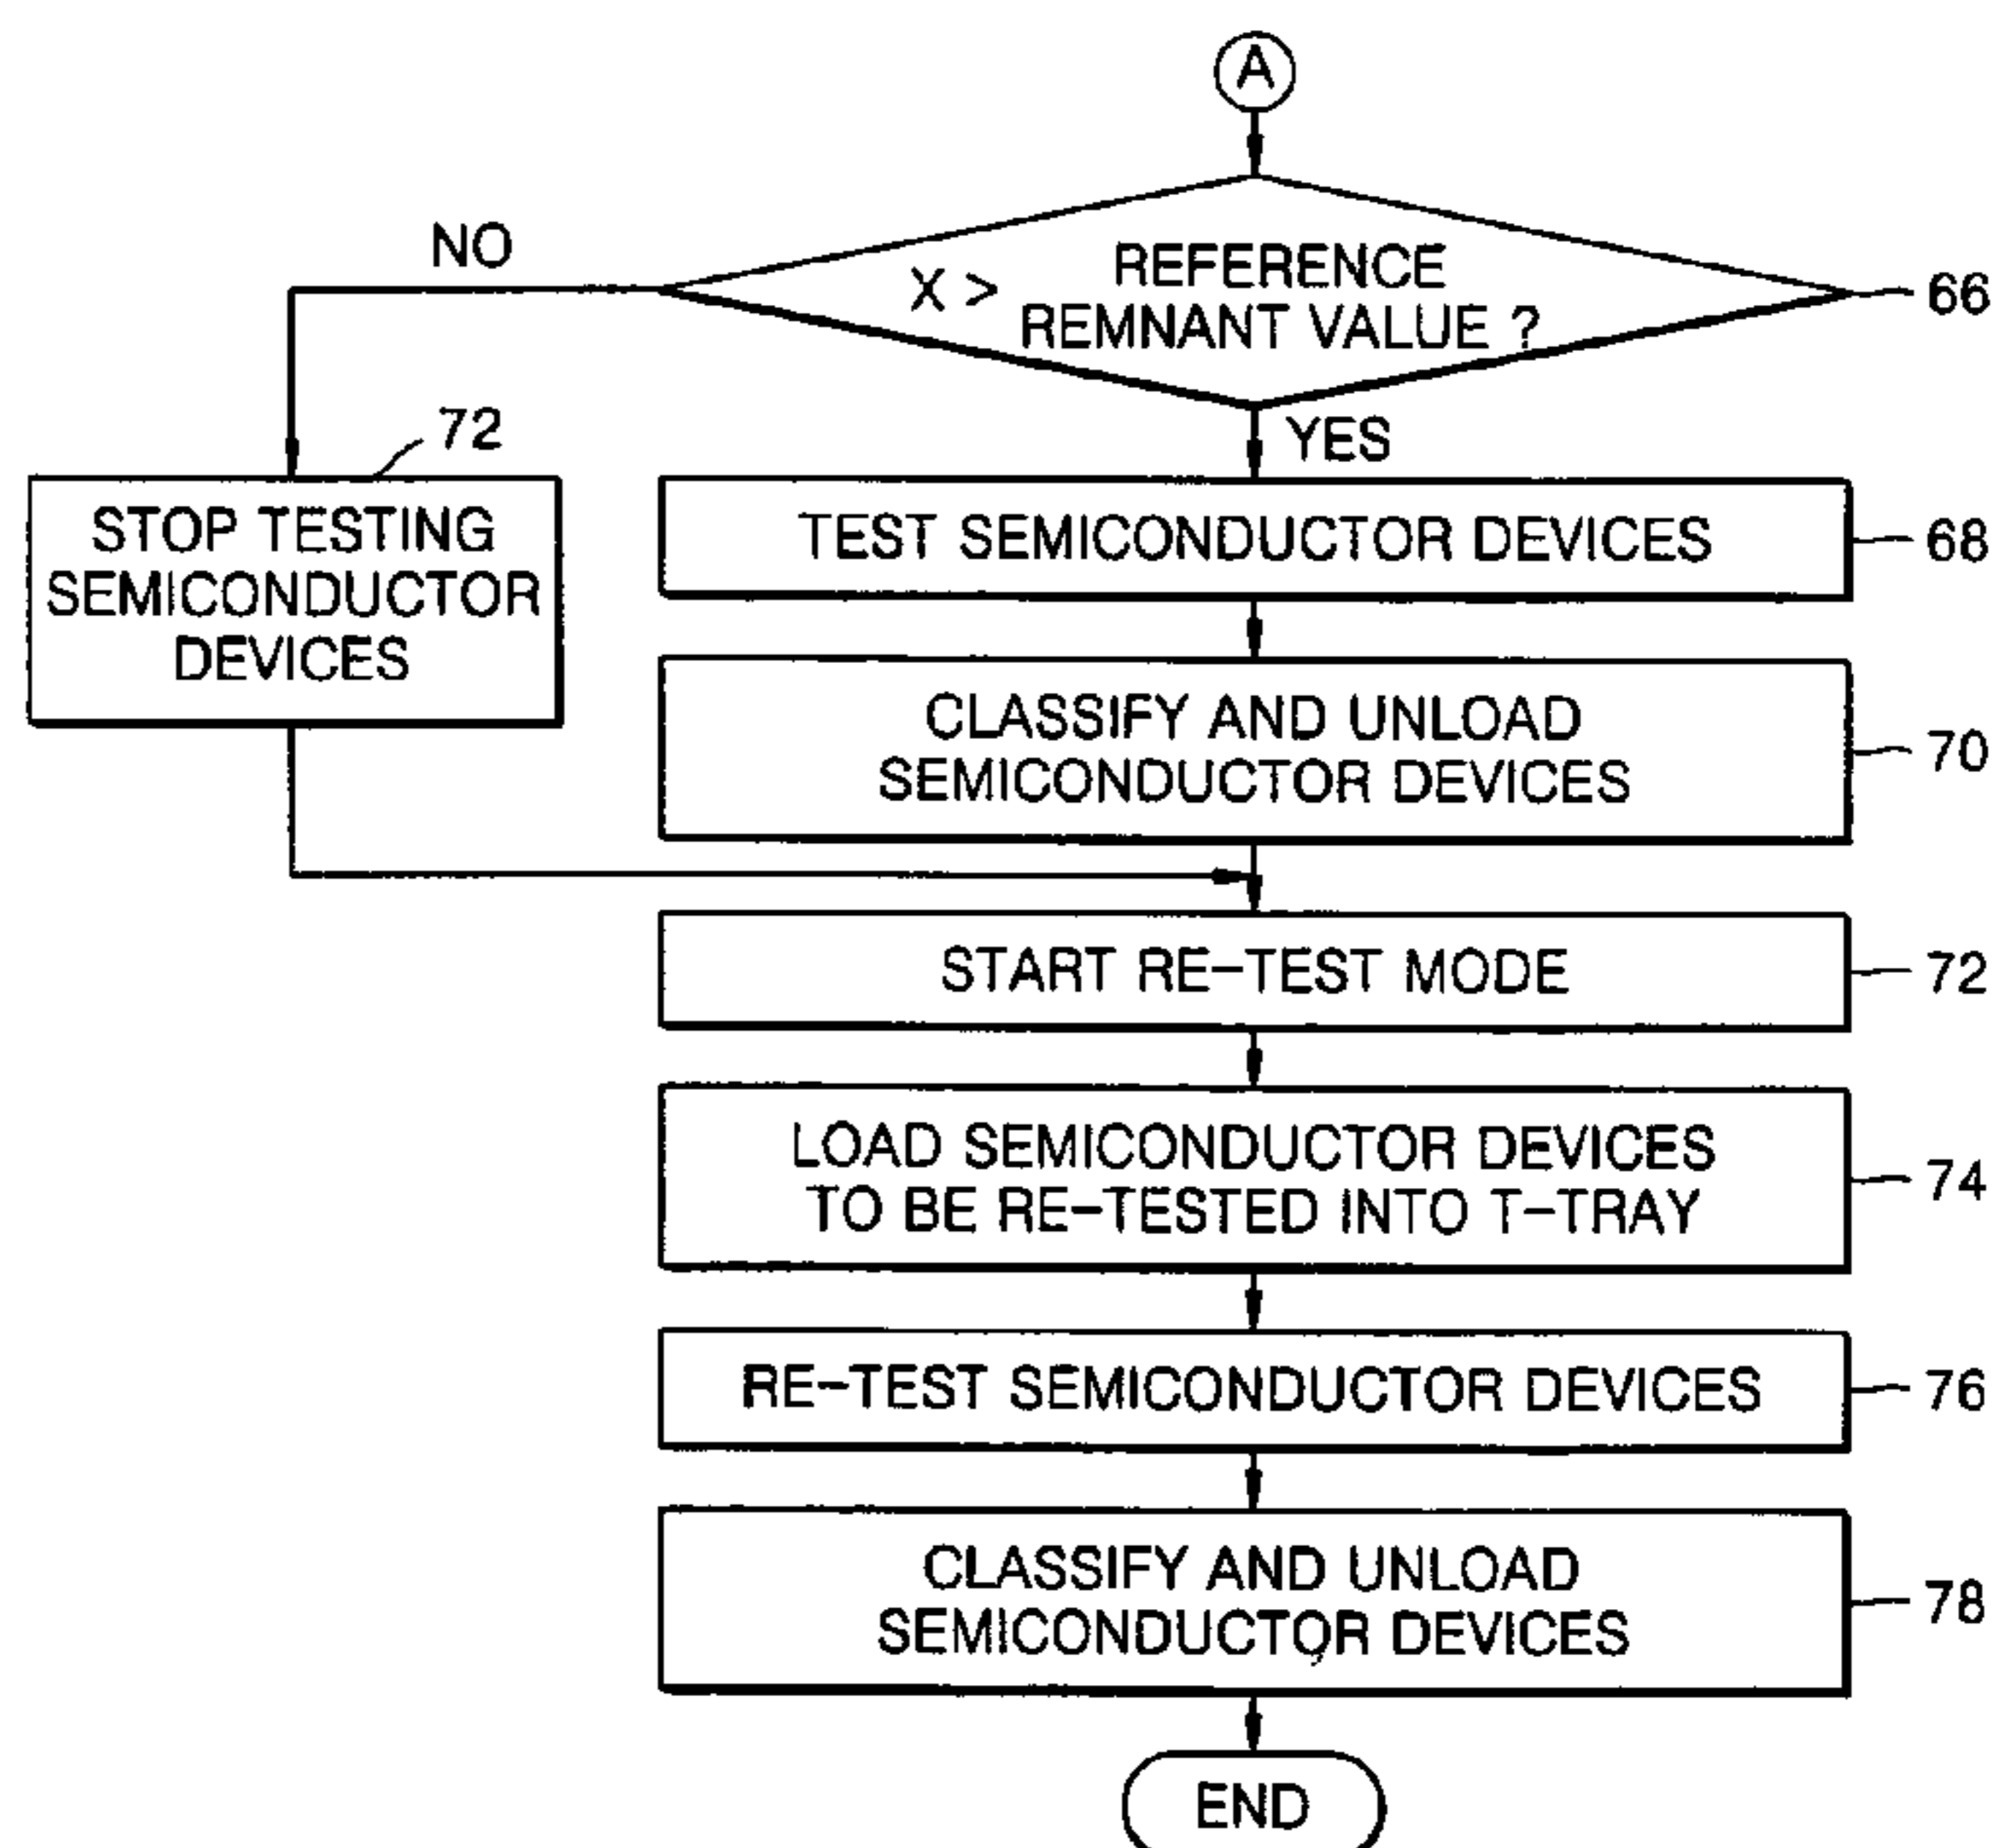 A
NO
X >
REFERENCE
REMNANT VALUE ?
66
YES
72
STOP TESTING
SEMICONDUCTOR
DEVICES
TEST SEMICONDUCTOR DEVICES
68
CLASSIFY AND UNLOAD
SEMICONDUCTOR DEVICES
70
START RE-TEST MODE
72
LOAD SEMICONDUCTOR DEVICES
TO BE RE-TESTED INTO T-TRAY
74
RE-TEST SEMICONDUCTOR DEVICES
76
CLASSIFY AND UNLOAD
SEMICONDUCTOR DEVICES
78
END